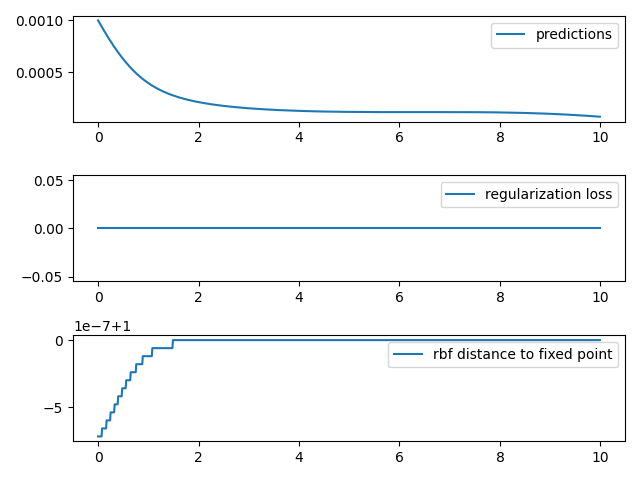 0.0010
0.0005
predictions
0 2 4 6 8 10
0.05
0.00
−0.05
regularization loss
0 2 4 6 8 10
1e−7+1
0
−5
rbf distance to fixed point
0 2 4 6 8 10